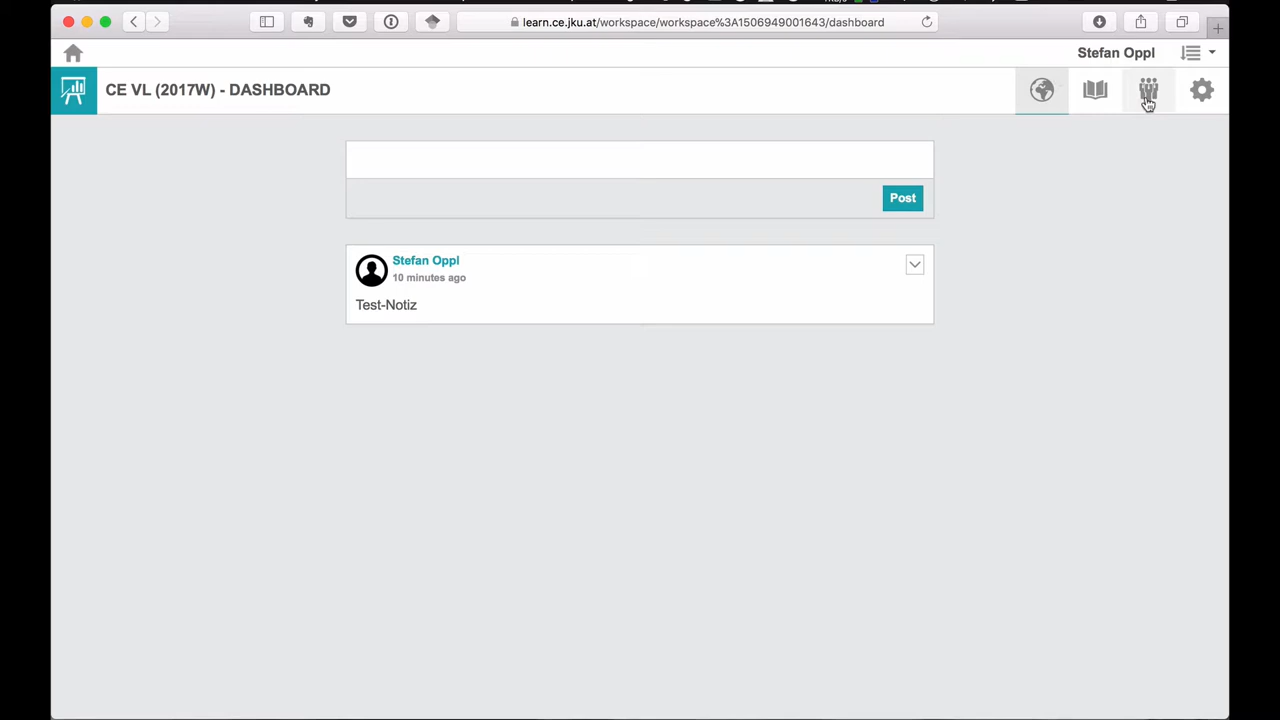 learn.ce.jku.at/workspace/workspace%3A1506949001643/dashboard
Stefan Oppl
CE VL (2017W) - DASHBOARD
Post
Stefan Oppl
10 minutes ago
Test-Notiz